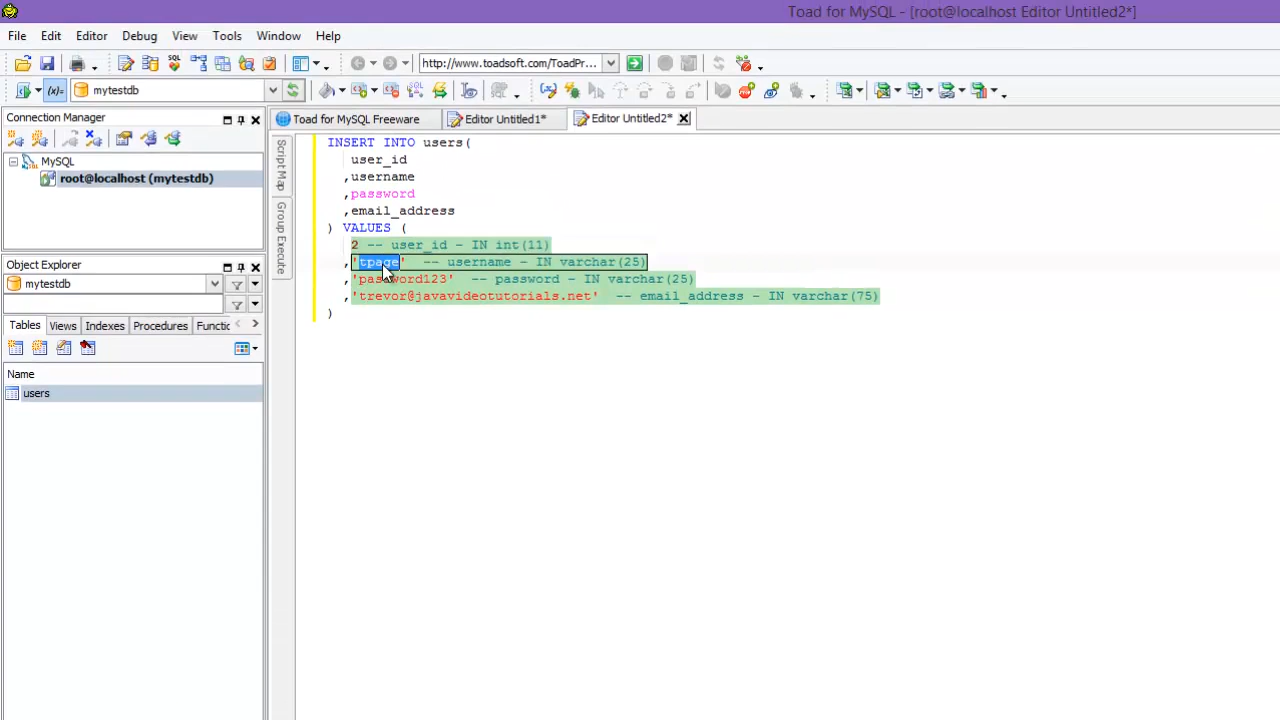 Toad for MySQL - [root@localhost Editor Untitled2*]
File Edit Editor Debug View Tools Window Help
http://www.toadsoft.com/ToadPr...
(x)= mytestdb
Connection Manager
Toad for MySQL Freeware
Editor Untitled1*
Editor Untitled2*
MySQL
root@localhost (mytestdb)
Object Explorer
mytestdb
Tables Views Indexes Procedures Functic
Name
users
Script Map
Group Execute
INSERT INTO users(
user_id
,username
,password
,email_address
) VALUES (
2 -- user_id - IN int(11)
,'tpage' -- username - IN varchar(25)
,'password123' -- password - IN varchar(25)
,'trevor@javavideotutorials.net' -- email_address - IN varchar(75)
)